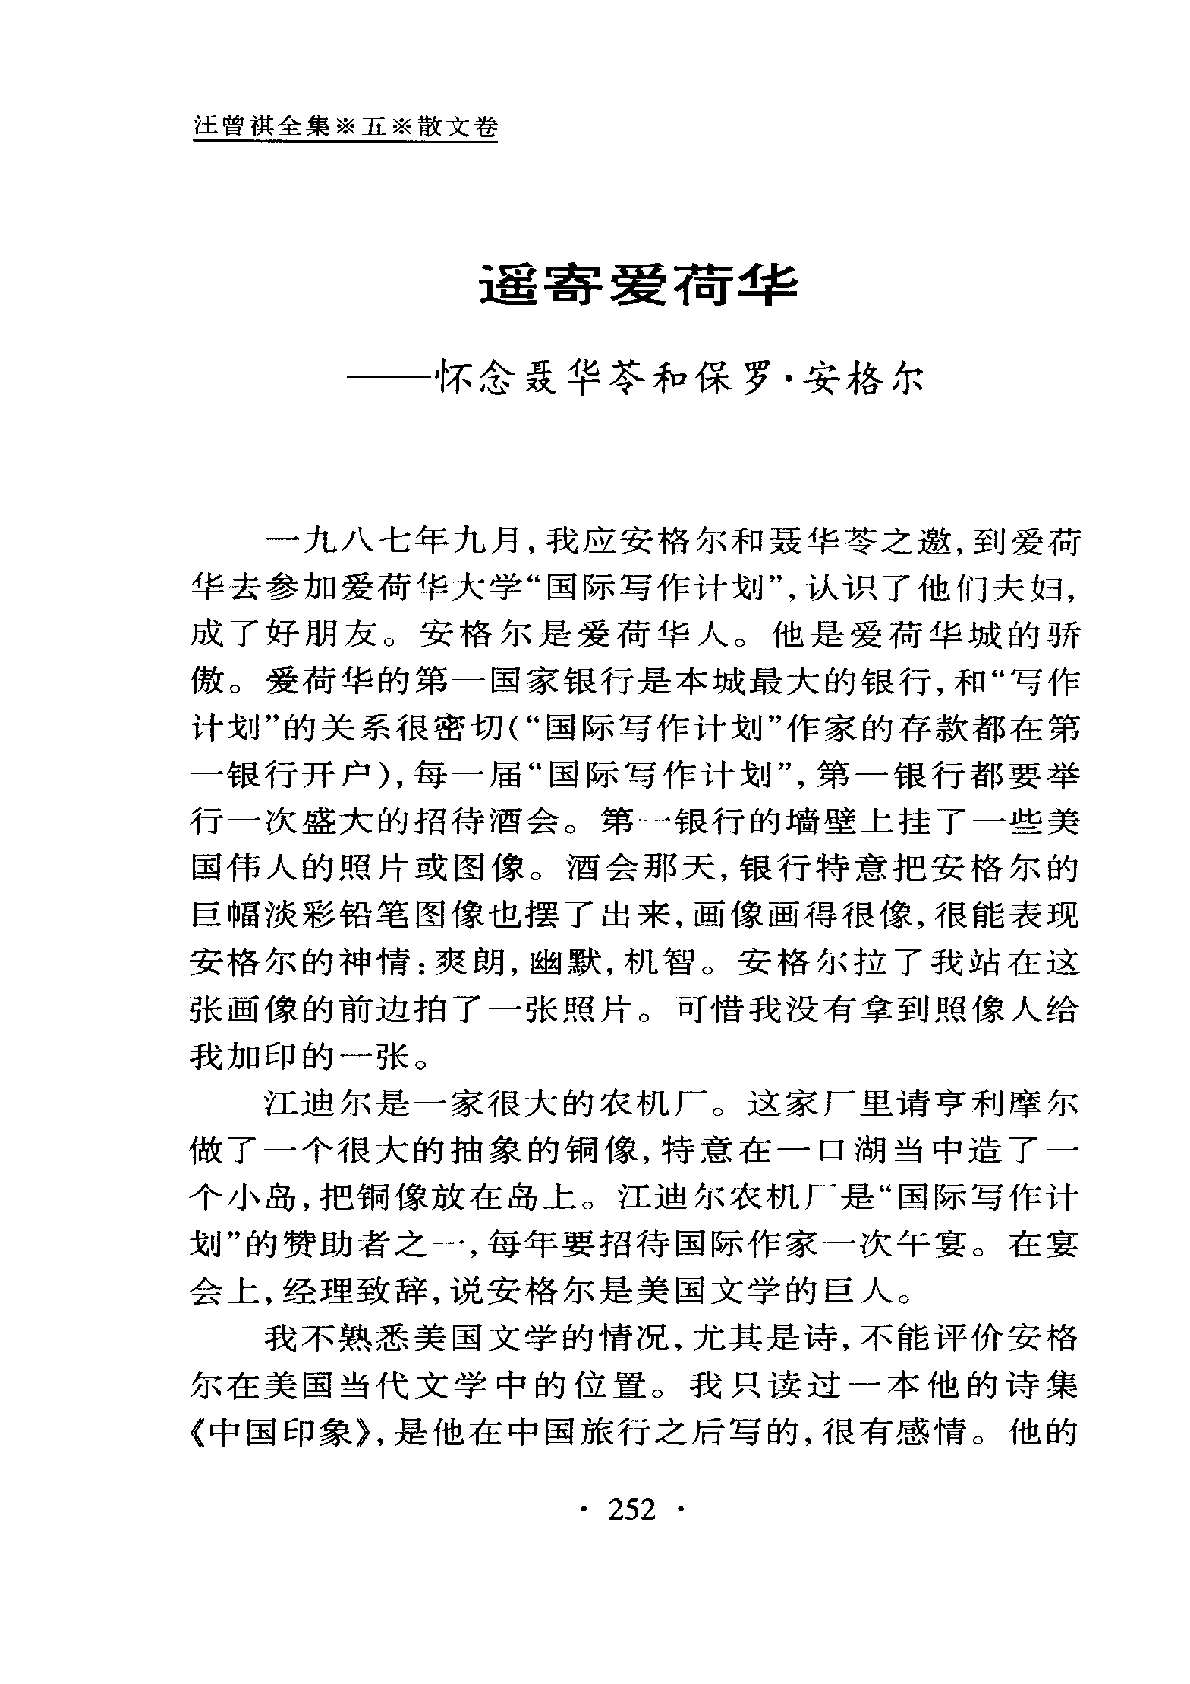 汪曾祺全集※五※散文卷
遥寄爱荷华
——怀念聂华苓和保罗·安格尔
一九八七年九月,我应安格尔和聂华苓之邀,到爱荷
华去参加爱荷华大学“国际写作计划”,认识了他们夫妇,
成了好朋友。安格尔是爱荷华人。他是爱荷华城的骄
傲。爱荷华的第一国家银行是本城最大的银行,和“写作
计划”的关系很密切(“国际写作计划”作家的存款都在第
一银行开户),每一届“国际写作计划”,第一银行都要举
行一次盛大的招待酒会。第一银行的墙壁上挂了一些美
国伟人的照片或图像。酒会那天,银行特意把安格尔的
巨幅淡彩铅笔图像也摆了出来,画像画得很像,很能表现
安格尔的神情:爽朗,幽默,机智。安格尔拉了我站在这
张画像的前边拍了一张照片。可惜我没有拿到照像人给
我加印的一张。
江迪尔是一家很大的农机厂。这家厂里请亨利摩尔
做了一个很大的抽象的铜像,特意在一口湖当中造了一
个小岛,把铜像放在岛上。江迪尔农机厂是“国际写作计
划”的赞助者之一,每年要招待国际作家一次午宴。在宴
会上,经理致辞,说安格尔是美国文学的巨人。
我不熟悉美国文学的情况,尤其是诗,不能评价安格
尔在美国当代文学中的位置。我只读过一本他的诗集
《中国印象》,是他在中国旅行之后写的,很有感情。他的
· 252 ·